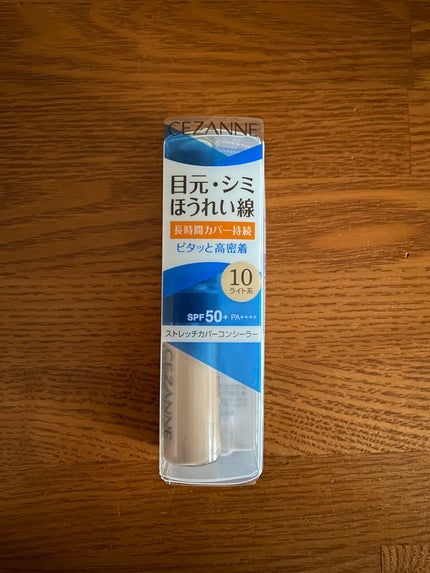 CEZANNE
目元・シミ
ほうれい線
長時間カバー持続
ピタッと高密着
10
ライト系
SPF50+ PA++++
ストレッチカバーコンシーラー
CEZANNE